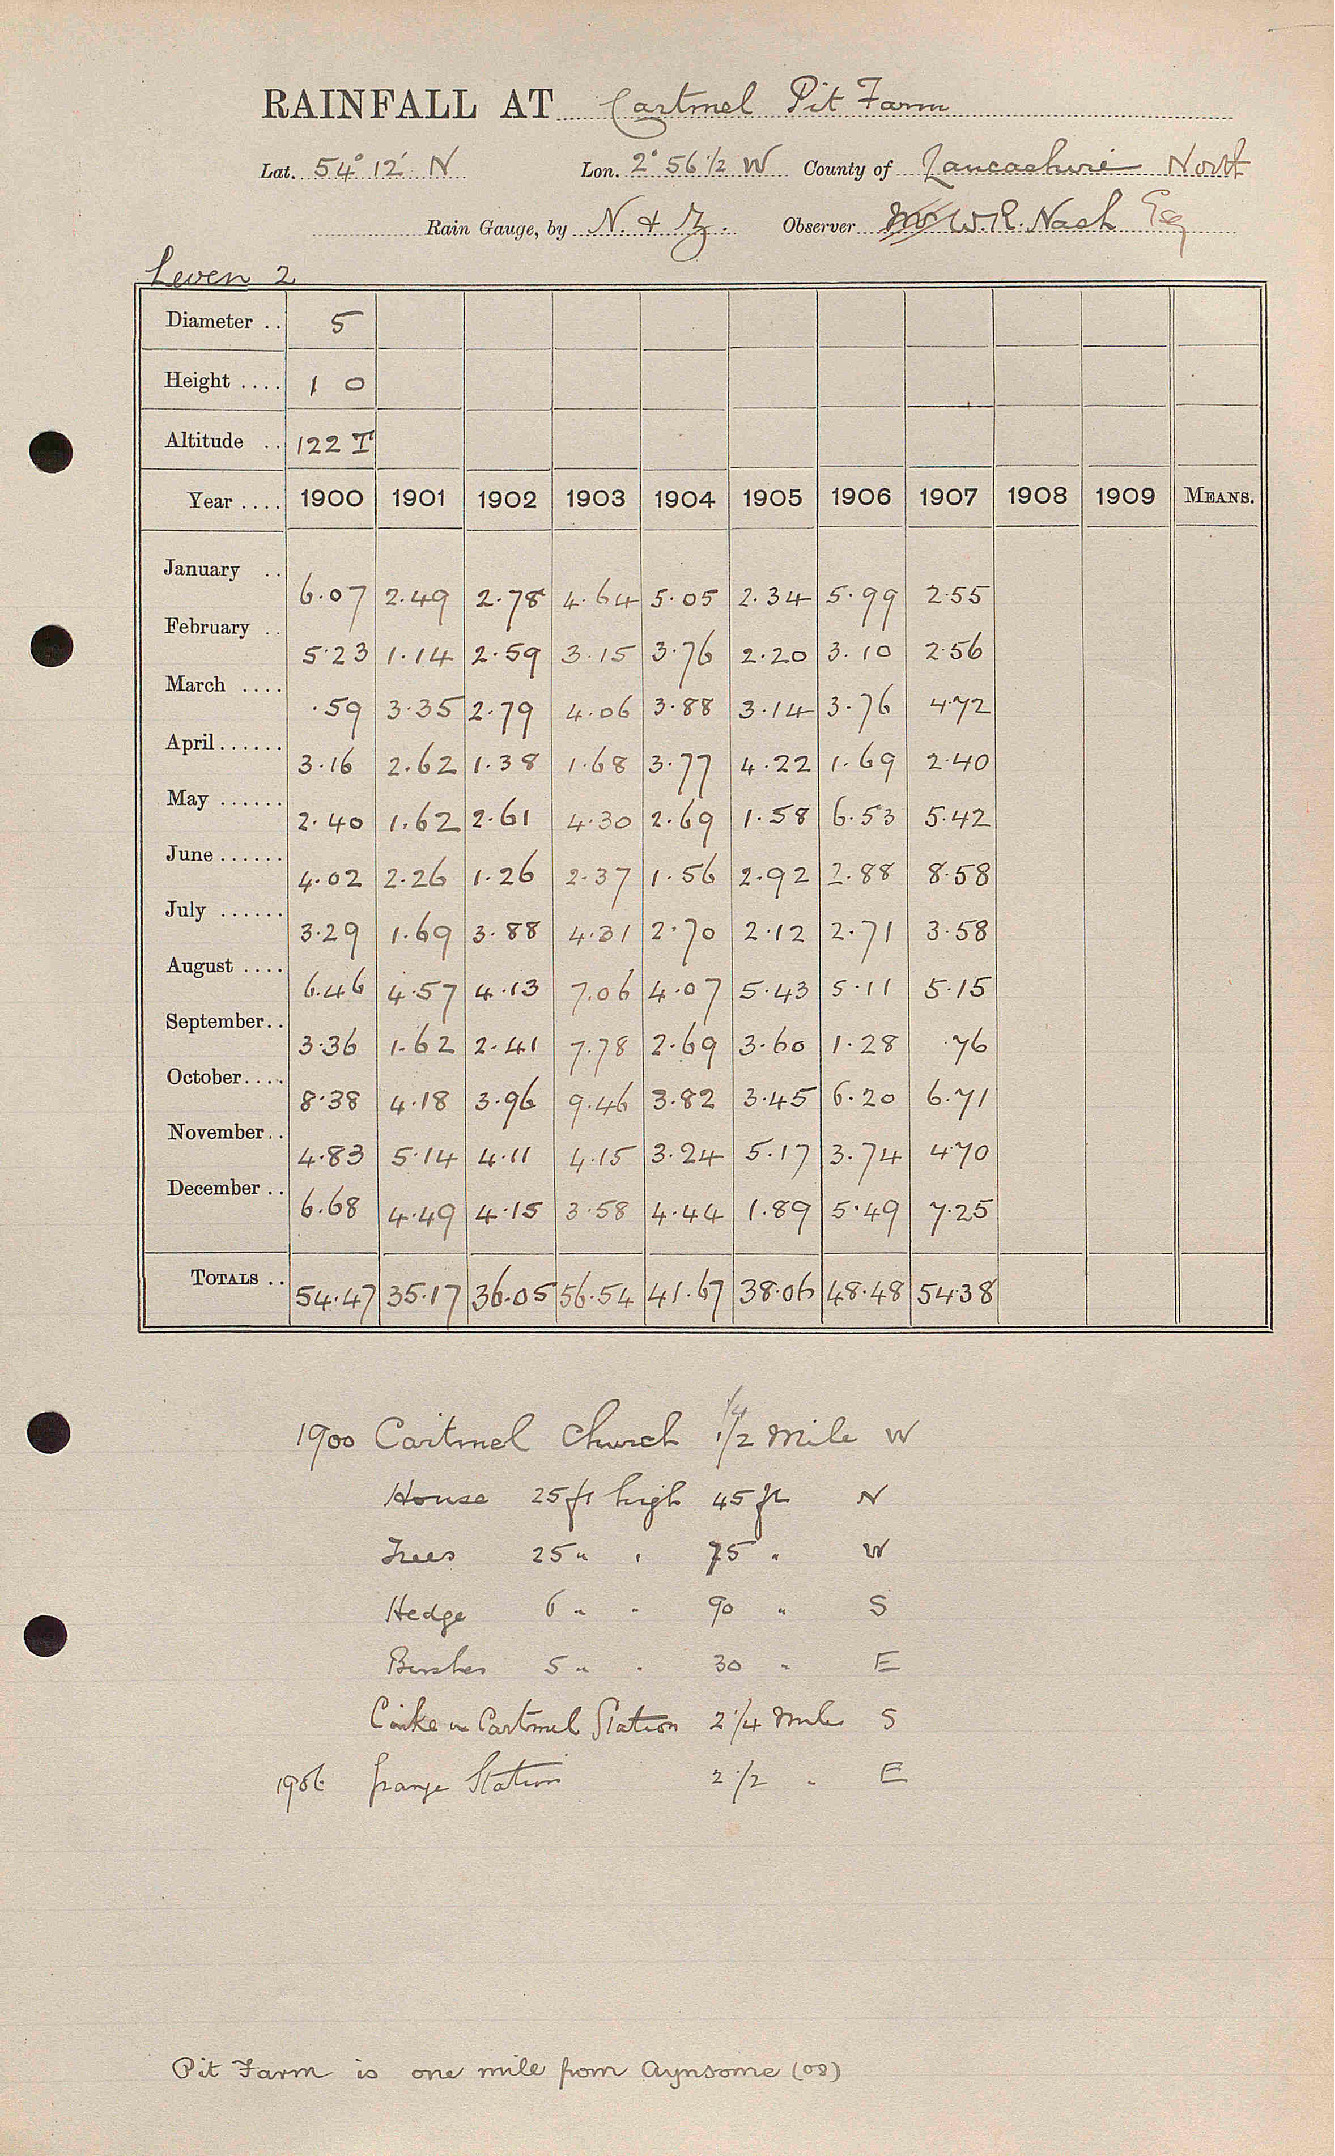 RAINFALL AT Cartmel Pit Farm
Lat. 54° 12' N Lon. 2° 56 1/2 W County of Lancashire North
Rain Gauge, by N. & Z. Observer Mr W.R. Nash Esq
Leven 2
Diameter .. 5
Height .... 1 0
Altitude .. 122 T
Year .... 1900 1901 1902 1903 1904 1905 1906 1907 1908 1909 MEANS.
January .. 6.07 2.49 2.78 4.64 5.05 2.34 5.99 2.55
February .. 5.23 1.14 2.59 3.15 3.76 2.20 3.10 2.56
March .... .59 3.35 2.79 4.06 3.88 3.14 3.76 4.72
April ...... 3.16 2.62 1.38 1.68 3.77 4.22 1.69 2.40
May ...... 2.40 1.62 2.61 4.30 2.69 1.58 6.53 5.42
June ...... 4.02 2.26 1.26 2.37 1.56 2.92 2.88 8.58
July ...... 3.29 1.69 3.88 4.31 2.70 2.12 2.71 3.58
August .... 6.46 4.57 4.13 7.06 4.07 5.43 5.11 5.15
September .. 3.36 1.62 2.41 7.78 2.69 3.60 1.28 .76
October .... 8.38 4.18 3.96 9.46 3.82 3.45 6.20 6.71
November .. 4.83 5.14 4.11 4.15 3.24 5.17 3.74 4.70
December .. 6.68 4.49 4.15 3.58 4.44 1.89 5.49 7.25
TOTALS .. 54.47 35.17 36.05 56.54 41.67 38.06 48.48 54.38
1/4
1900 Cartmel Church 1/2 Mile W
House 25 ft high 45 ft N
Trees 25 " " 75 " W
Hedge 6 " " 90 " S
Bushes 5 " " 30 " E
Carke in Cartmel Station 2 1/4 Miles S
1906 Grange Station 2 1/2 " E
Pit Farm is one mile from Aynsome (08)